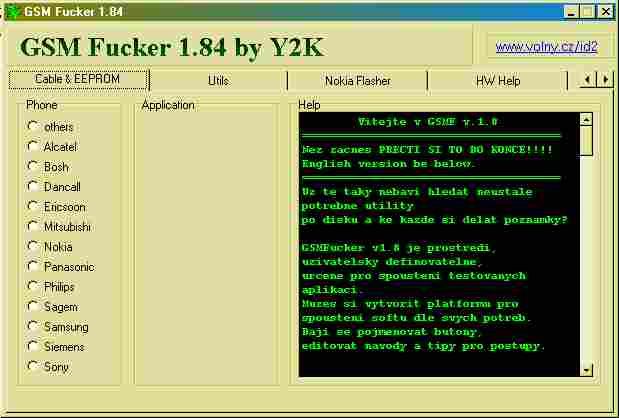 GSM Fucker 1.84
GSM Fucker 1.84 by Y2K
www.volny.cz/id2
Cable & EEPROM
Utils
Nokia Flasher
HW Help
Phone
others
Alcatel
Bosh
Dancall
Ericsoon
Mitsubishi
Nokia
Panasonic
Philips
Sagem
Samsung
Siemens
Sony
Application
Help
Vitejte v GSMF v.1.8
Nez zacnes PRECTI SI TO DO KONCE!!!!
English version be below.
Uz te taky nebavi hledat neustale
potrebne utility
po disku a ke kazde si delat poznamky?
GSMFucker v1.8 je prostredi,
uzivatelsky definovatelne,
urcene pro spousteni testovanych
aplikaci.
Muzes si vytvorit platformu pro
spousteni softu dle svych potreb.
Daji se pojmenovat butony,
editovat navody a tipy pro postupy.